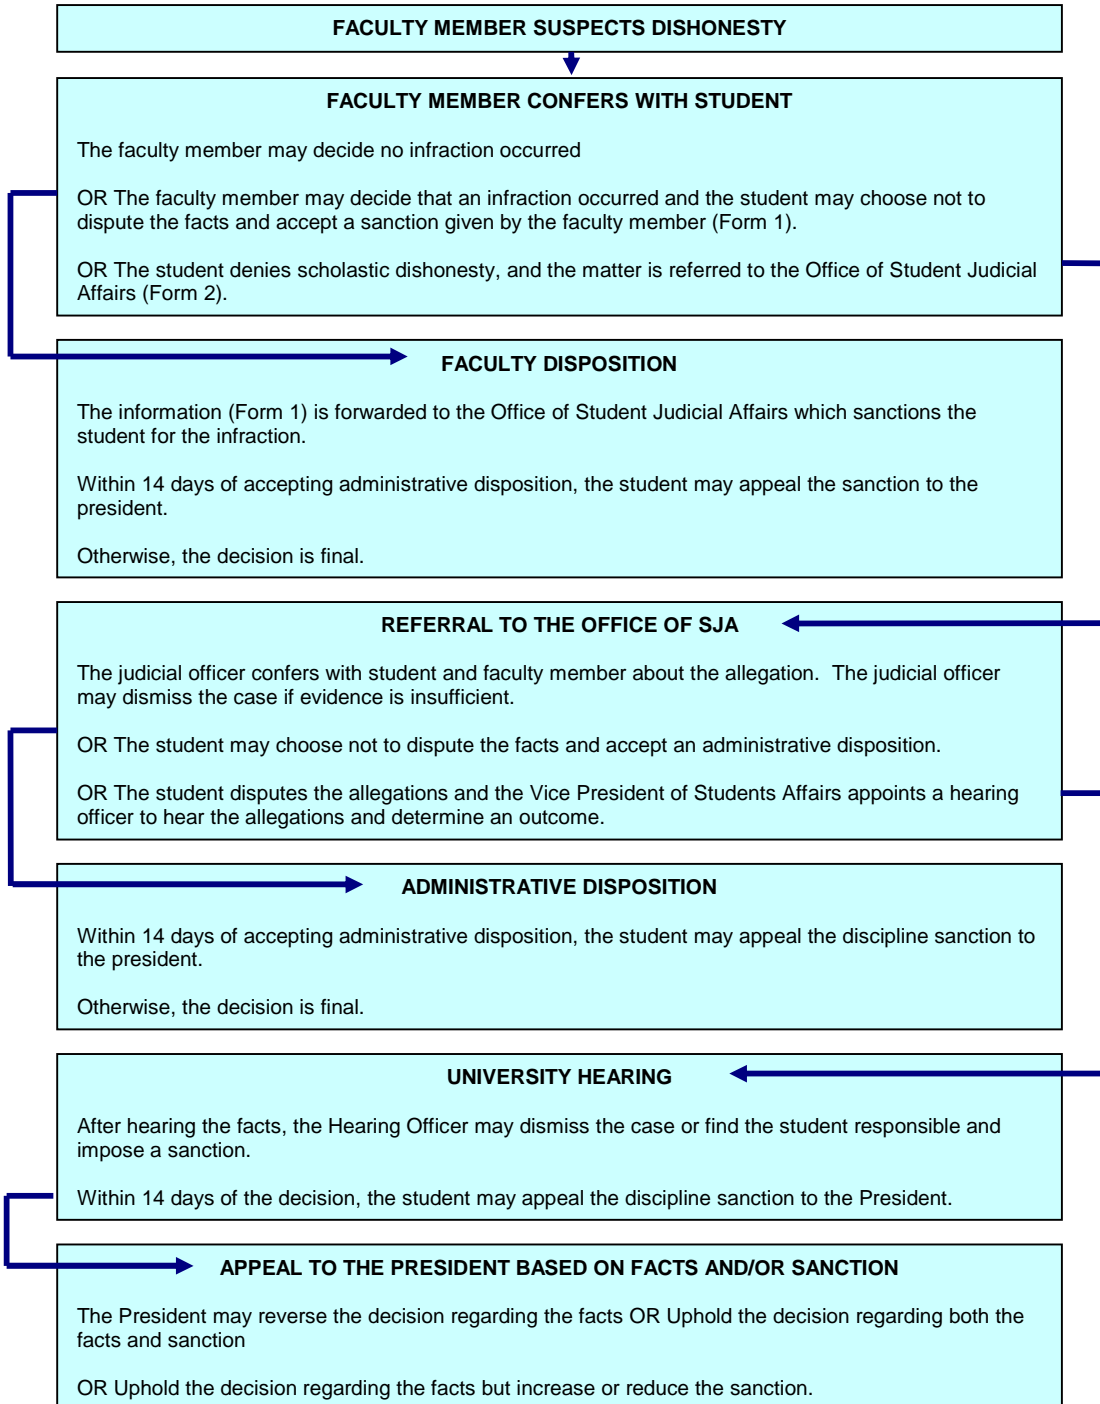 FACULTY MEMBER SUSPECTS DISHONESTY
FACULTY MEMBER CONFERS WITH STUDENT
The faculty member may decide no infraction occurred
OR The faculty member may decide that an infraction occurred and the student may choose not to
dispute the facts and accept a sanction given by the faculty member (Form 1).
OR The student denies scholastic dishonesty, and the matter is referred to the Office of Student Judicial
Affairs (Form 2).
FACULTY DISPOSITION
The information (Form 1) is forwarded to the Office of Student Judicial Affairs which sanctions the
student for the infraction.
Within 14 days of accepting administrative disposition, the student may appeal the sanction to the
president.
Otherwise, the decision is final.
REFERRAL TO THE OFFICE OF SJA
The judicial officer confers with student and faculty member about the allegation.  The judicial officer
may dismiss the case if evidence is insufficient.
OR The student may choose not to dispute the facts and accept an administrative disposition.
OR The student disputes the allegations and the Vice President of Students Affairs appoints a hearing
officer to hear the allegations and determine an outcome.
ADMINISTRATIVE DISPOSITION
Within 14 days of accepting administrative disposition, the student may appeal the discipline sanction to
the president.
Otherwise, the decision is final.
UNIVERSITY HEARING
After hearing the facts, the Hearing Officer may dismiss the case or find the student responsible and
impose a sanction.
Within 14 days of the decision, the student may appeal the discipline sanction to the President.
APPEAL TO THE PRESIDENT BASED ON FACTS AND/OR SANCTION
The President may reverse the decision regarding the facts OR Uphold the decision regarding both the
facts and sanction
OR Uphold the decision regarding the facts but increase or reduce the sanction.